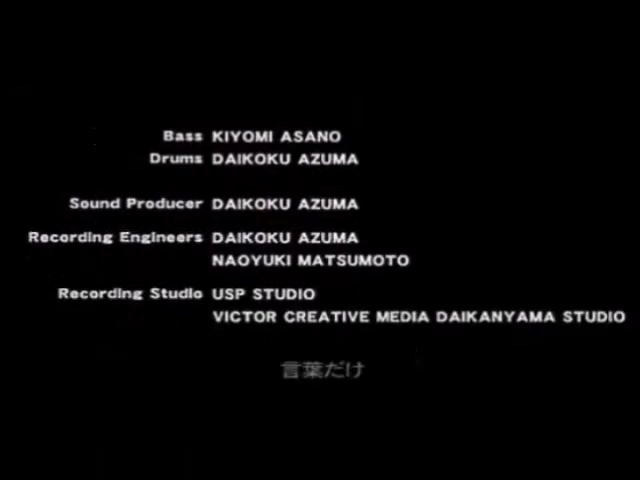 Bass KIYOMI ASANO
Drums DAIKOKU AZUMA
Sound Producer DAIKOKU AZUMA
Recording Engineers DAIKOKU AZUMA
NAOYUKI MATSUMOTO
Recording Studio USP STUDIO
VICTOR CREATIVE MEDIA DAIKANYAMA STUDIO
言葉だけ